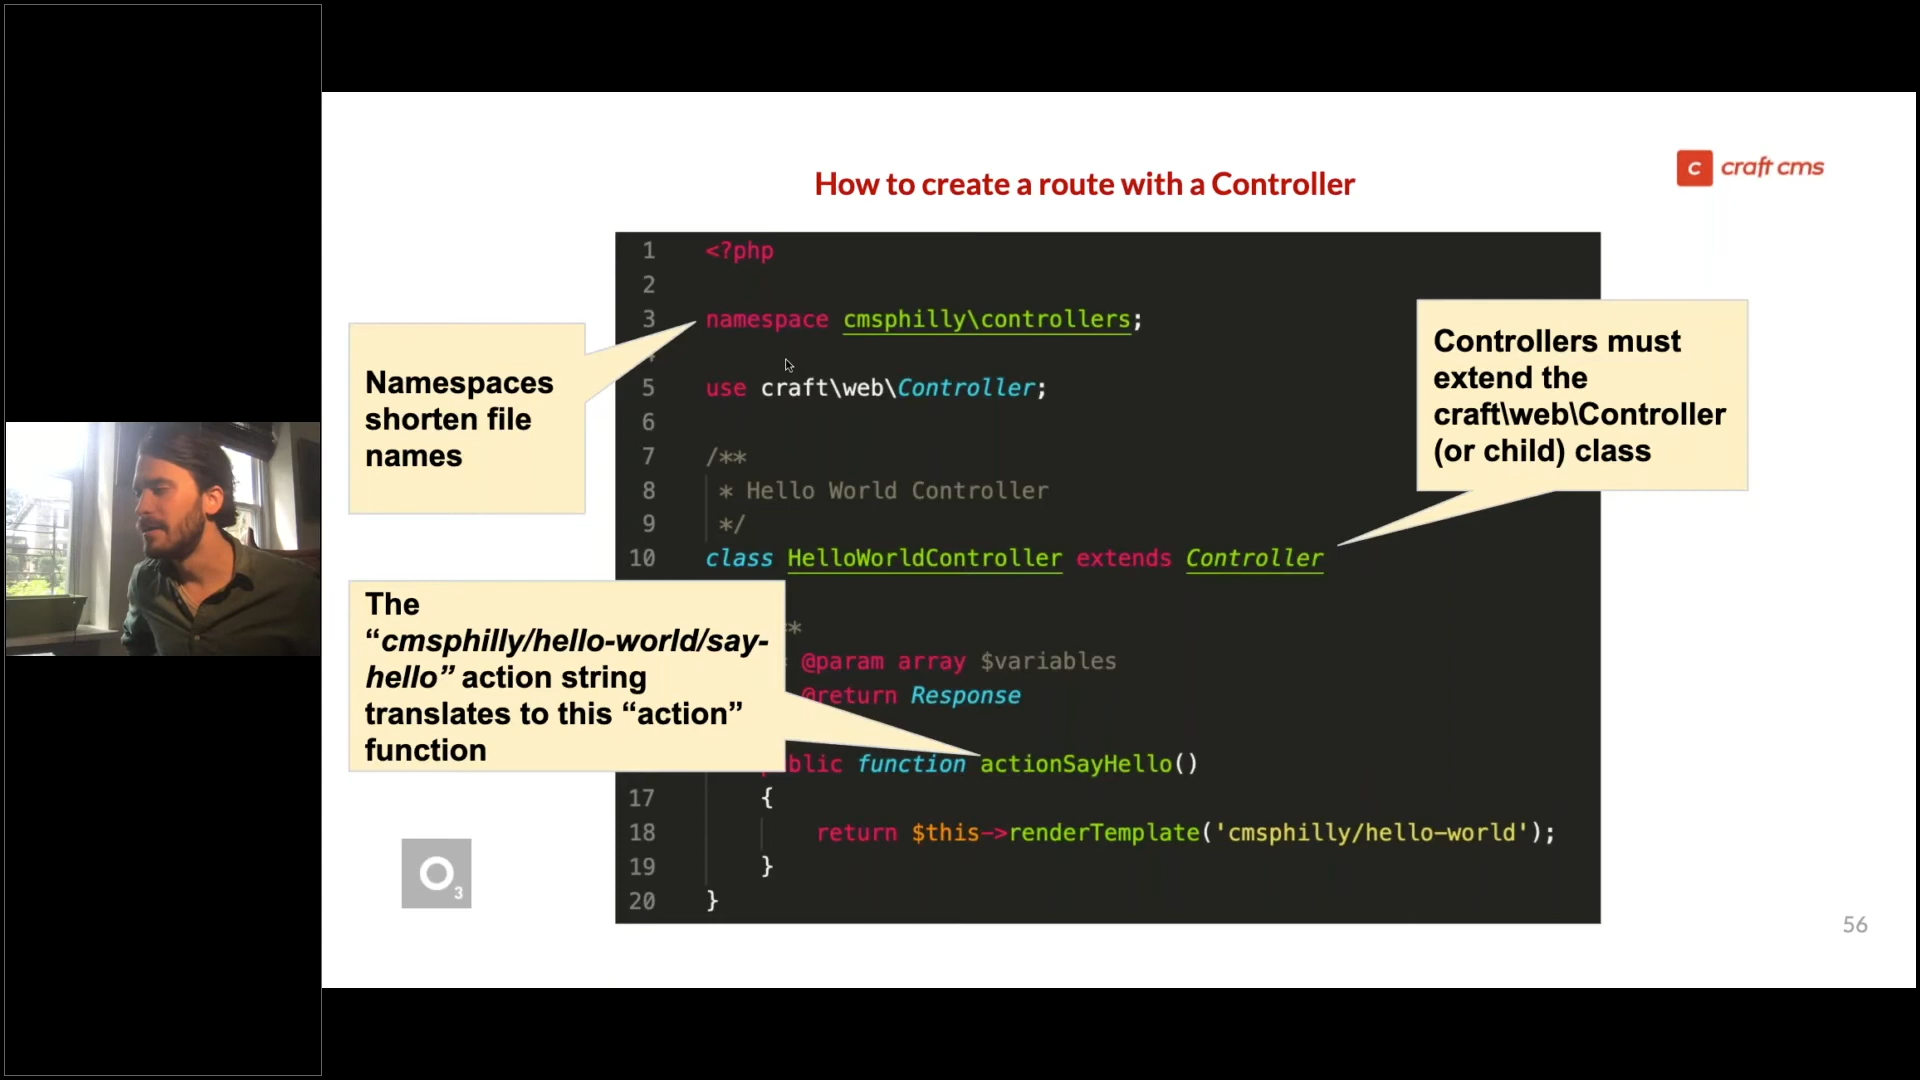 How to create a route with a Controller
c craft cms
1 <?php
2
3 namespace cmsphilly\controllers;
5 use craft\web\Controller;
6
7 /**
8 * Hello World Controller
9 */
10 class HelloWorldController extends Controller
*
@param array $variables
@return Response
blic function actionSayHello()
17 {
18 return $this->renderTemplate('cmsphilly/hello-world');
19 }
20 }
Namespaces
shorten file
names
Controllers must
extend the
craft\web\Controller
(or child) class
The
“cmsphilly/hello-world/say-
hello” action string
translates to this “action”
function
O3
56